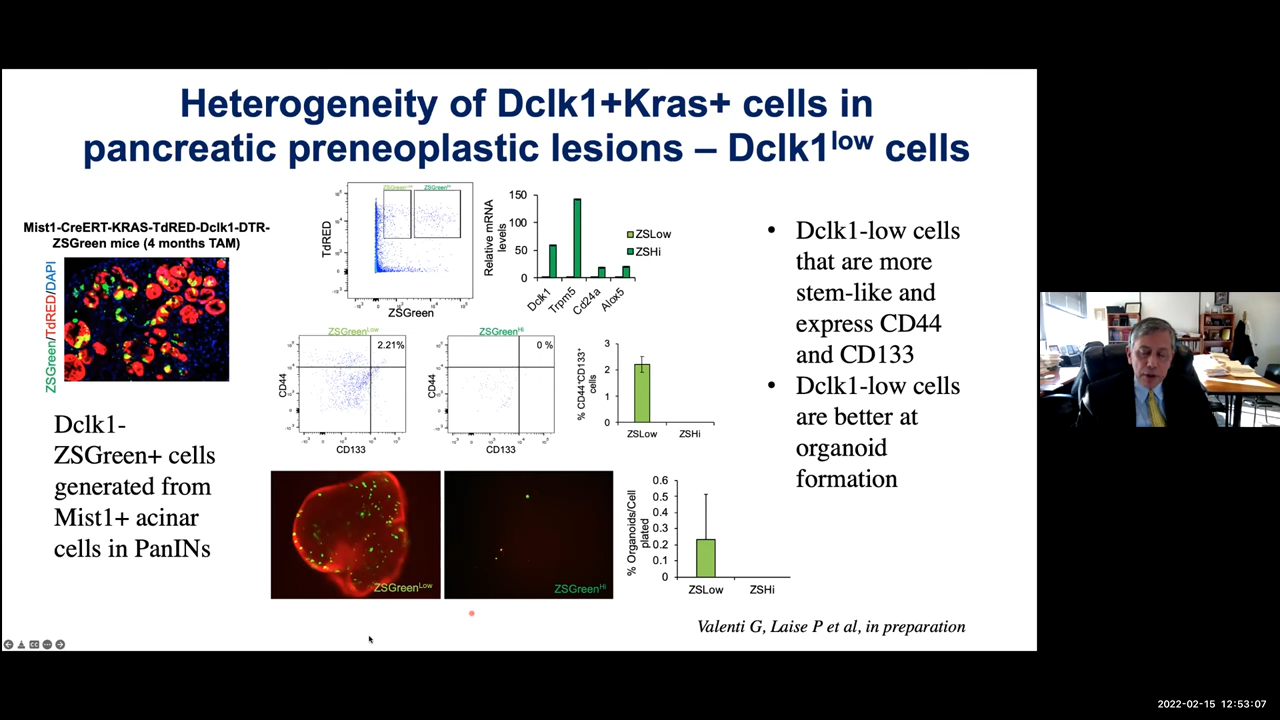 Heterogeneity of Dclk1+Kras+ cells in
pancreatic preneoplastic lesions – Dclk1low cells
Mist1-CreERT-KRAS-TdRED-Dclk1-DTR-
ZSGreen mice (4 months TAM)
ZSGreen/TdRED/DAPI
Dclk1-
ZSGreen+ cells
generated from
Mist1+ acinar
cells in PanINs
ZSGreenHi
TdRED
ZSGreen
Relative mRNA
levels
150
100
50
0
Dclk1
Trpm5
Cd24a
Alox5
ZSLow
ZSHi
ZSGreenLow
2.21%
CD44
CD133
ZSGreenHi
0 %
CD44
CD133
% CD44+CD133+
cells
3
2
1
0
ZSLow
ZSHi
ZSGreenLow
ZSGreenHi
% Organoids/Cell
plated
0.6
0.5
0.4
0.3
0.2
0.1
0
ZSLow
ZSHi
• Dclk1-low cells
that are more
stem-like and
express CD44
and CD133
• Dclk1-low cells
are better at
organoid
formation
Valenti G, Laise P et al, in preparation
2022-02-15 12:53:07